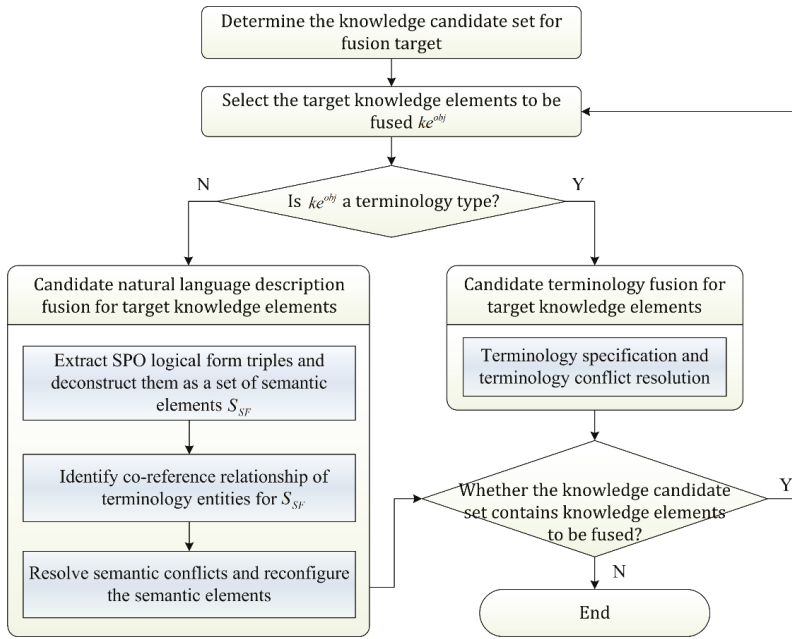 Determine the knowledge candidate set for
fusion target
Select the target knowledge elements to be
fused ke^obj
N
Y
Is ke^obj a terminology type?
Candidate natural language description
fusion for target knowledge elements
Extract SPO logical form triples and
deconstruct them as a set of semantic
elements S_SF
Identify co-reference relationship of
terminology entities for S_SF
Resolve semantic conflicts and reconfigure
the semantic elements
Candidate terminology fusion for
target knowledge elements
Terminology specification and
terminology conflict resolution
Whether the knowledge candidate
set contains knowledge elements
to be fused?
Y
N
End